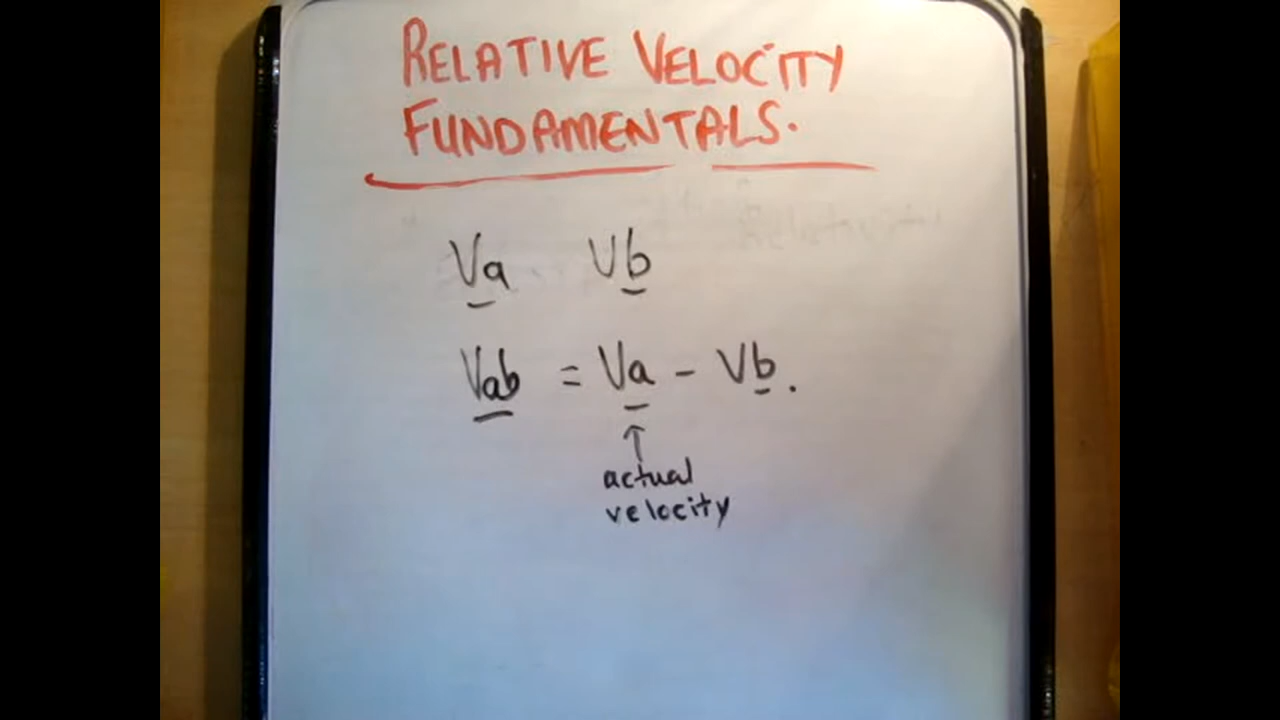 RELATIVE VELOCITY
FUNDAMENTALS.
Va Vb
Vab = Va - Vb.
↑
actual
velocity